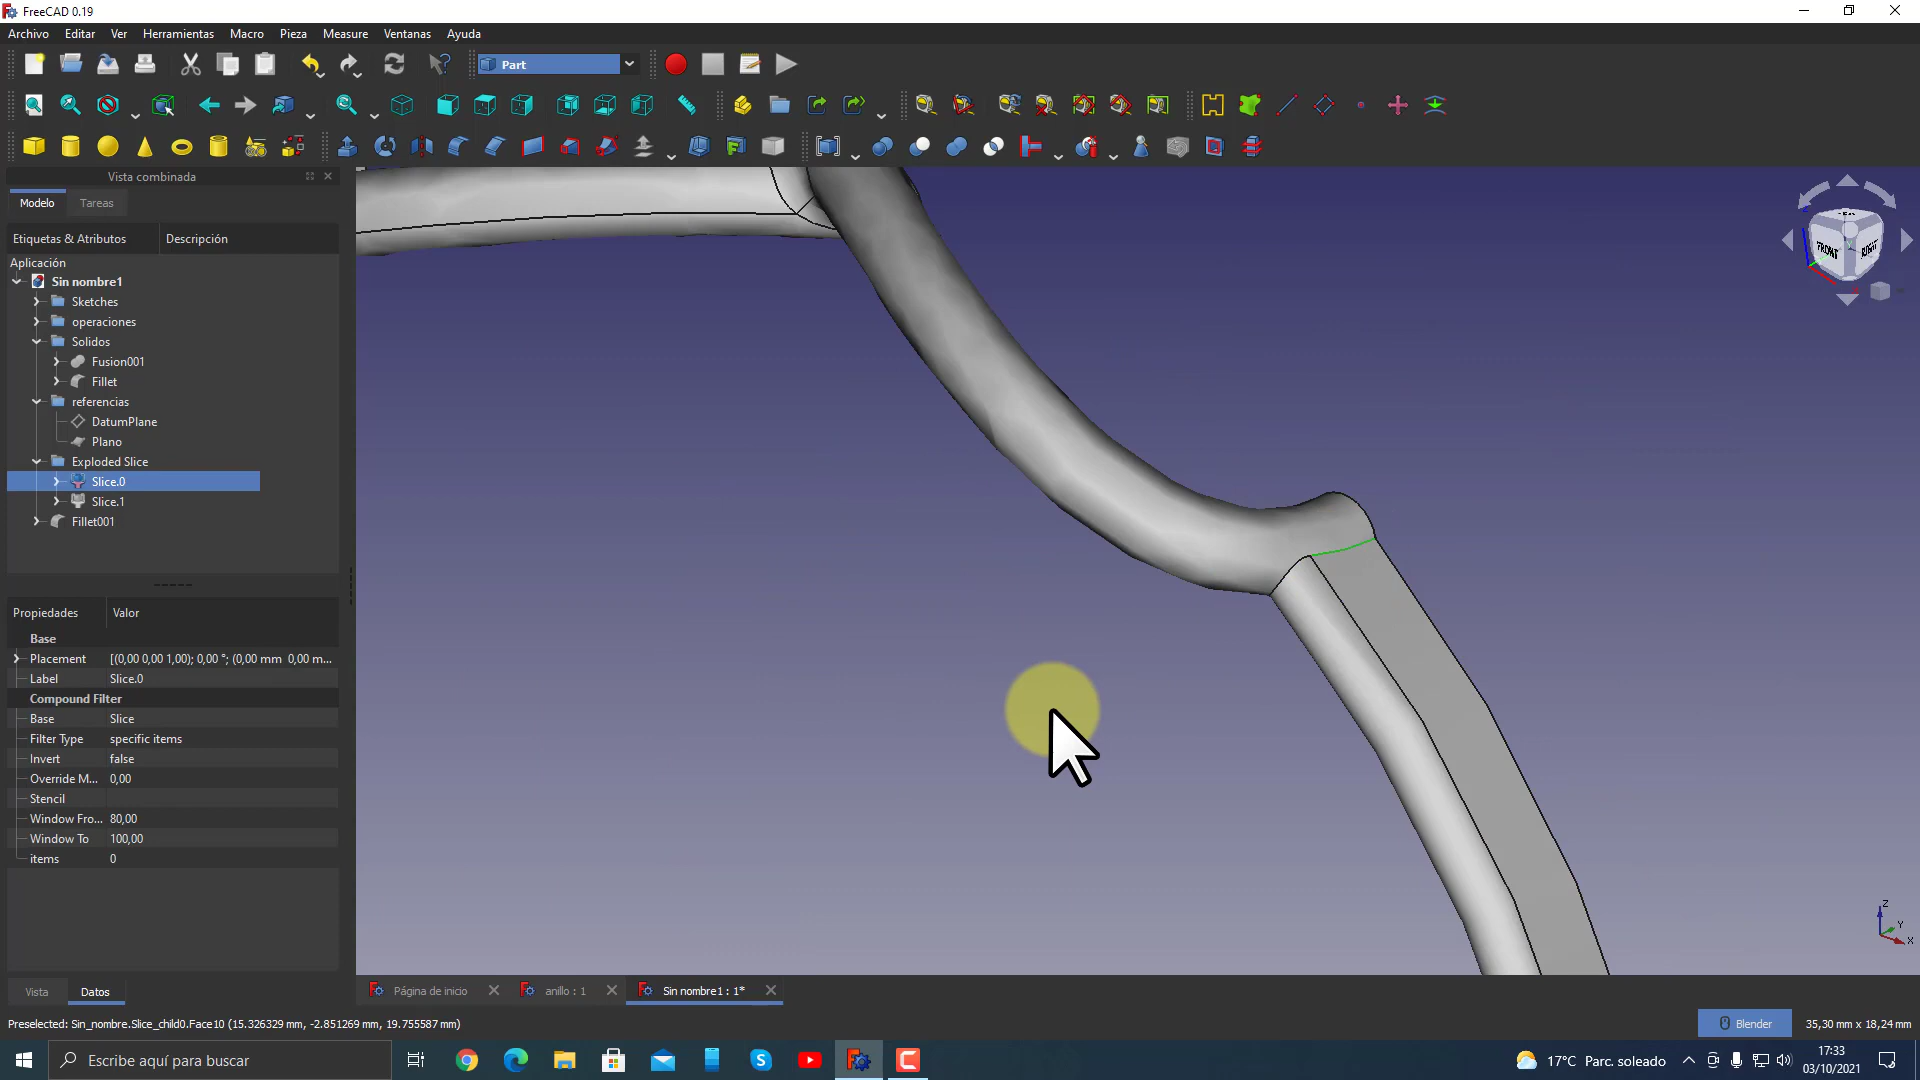 FreeCAD 0.19
Archivo Editar Ver Herramientas Macro Pieza Measure Ventanas Ayuda
Part
Vista combinada
Modelo Tareas
Etiquetas & Atributos Descripción
Aplicación
Sin nombre1
Sketches
operaciones
Solidos
Fusion001
Fillet
referencias
DatumPlane
Plano
Exploded Slice
Slice.0
Slice.1
Fillet001
Propiedades Valor
Base
Placement [(0,00 0,00 1,00); 0,00 °; (0,00 mm 0,00 m...
Label Slice.0
Compound Filter
Base Slice
Filter Type specific items
Invert false
Override M... 0,00
Stencil
Window Fro... 80,00
Window To 100,00
items 0
Vista Datos
FRONT RIGHT
Z
Y
X
Página de inicio anillo : 1 Sin nombre1 : 1*
Preselected: Sin_nombre.Slice_child0.Face10 (15.326329 mm, -2.851269 mm, 19.755587 mm)
Blender 35,30 mm x 18,24 mm
Escribe aquí para buscar
17°C Parc. soleado
17:33
03/10/2021